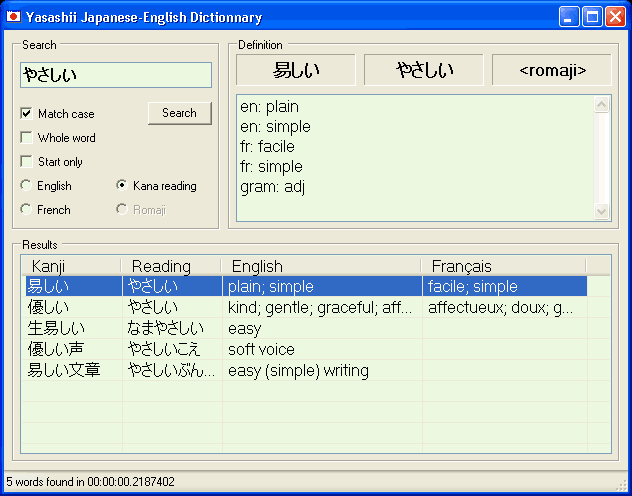 Yasashii Japanese-English Dictionnary
Search
やさしい
Match case
Search
Whole word
Start only
English
Kana reading
French
Romaji
Definition
易しい やさしい <romaji>
en: plain
en: simple
fr: facile
fr: simple
gram: adj
Results
Kanji Reading English Français
易しい やさしい plain; simple facile; simple
優しい やさしい kind; gentle; graceful; aff... affectueux; doux; g...
生易しい なまやさしい easy
優しい声 やさしいこえ soft voice
易しい文章 やさしいぶん... easy (simple) writing
5 words found in 00:00:00.2187402